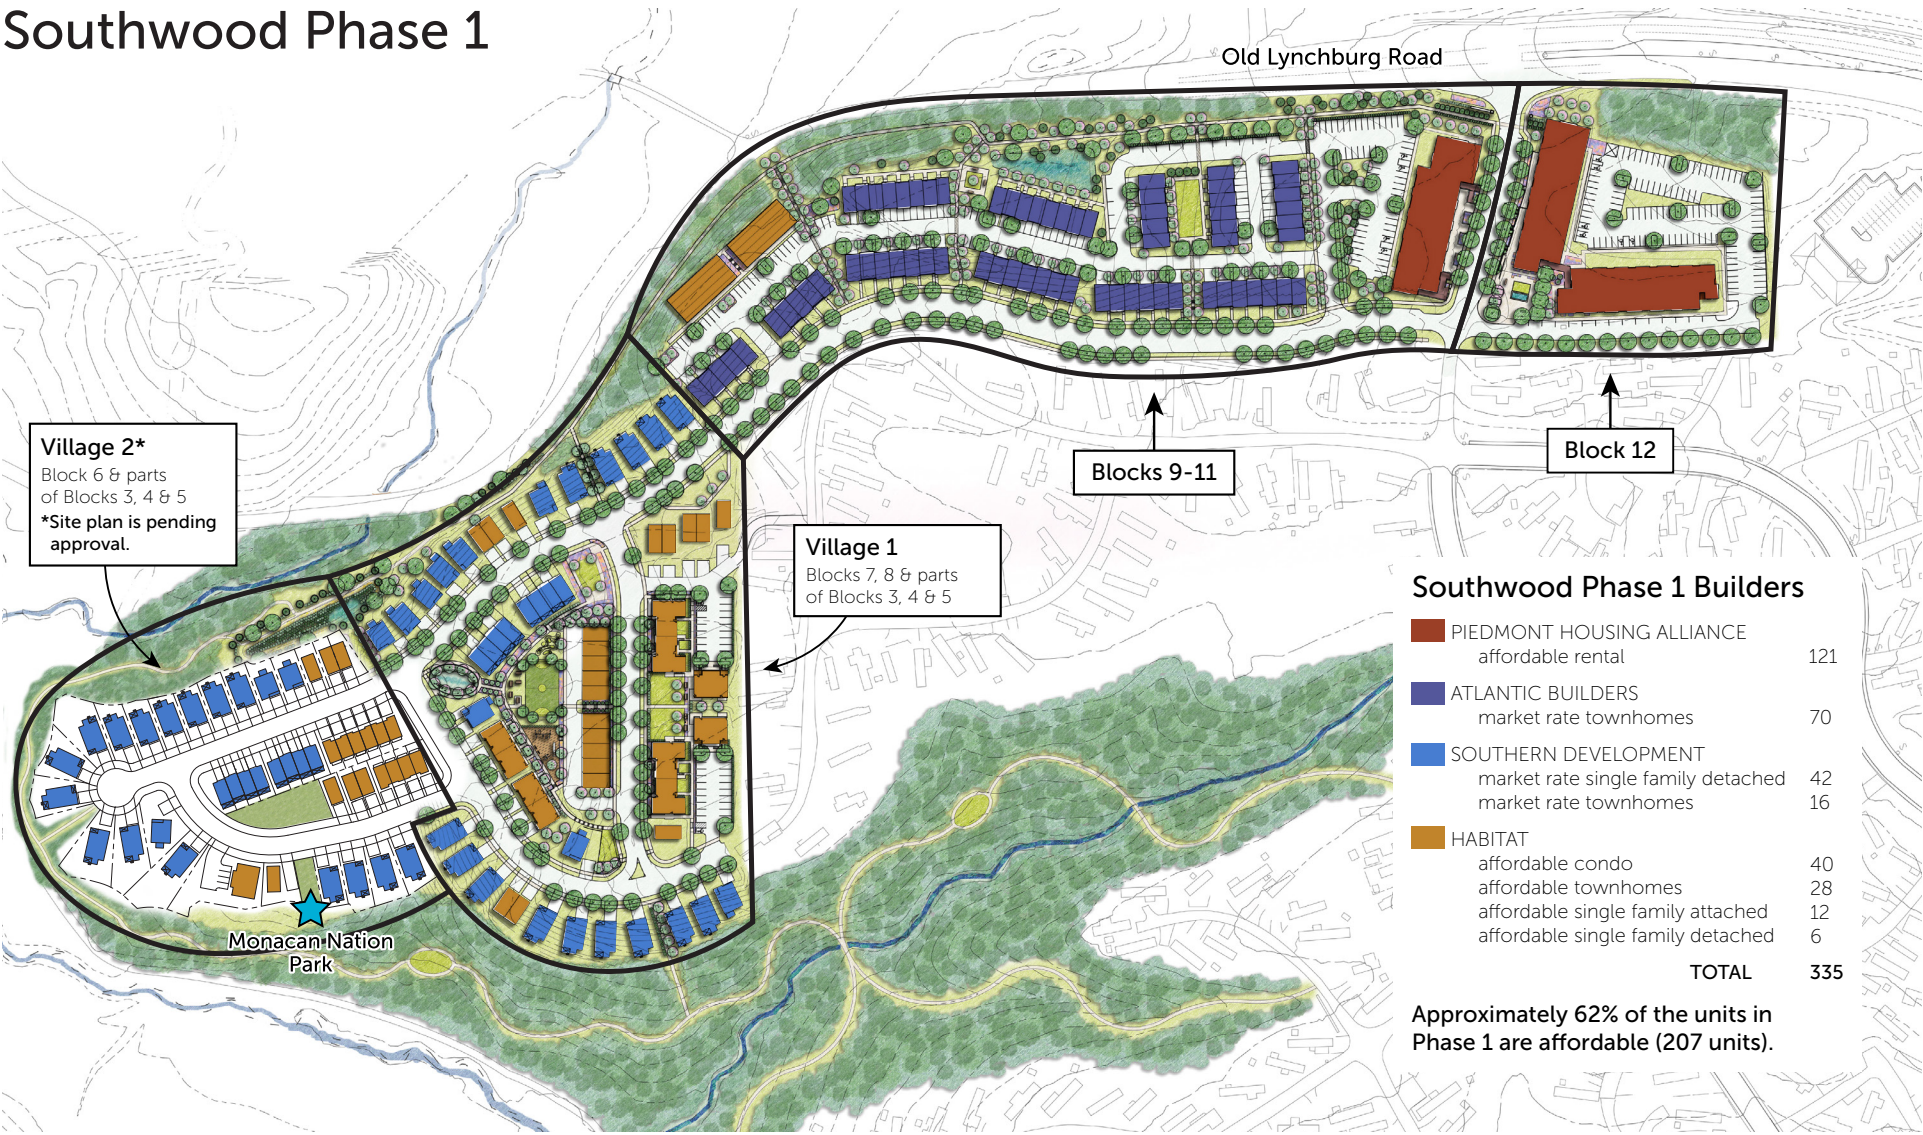 Southwood Phase 1
Old Lynchburg Road
Village 2*
Block 6 & parts
of Blocks 3, 4 & 5
*Site plan is pending
approval.
Blocks 9-11
Block 12
Village 1
Blocks 7, 8 & parts
of Blocks 3, 4 & 5
Monacan Nation
Park
Southwood Phase 1 Builders
PIEDMONT HOUSING ALLIANCE
affordable rental 121
ATLANTIC BUILDERS
market rate townhomes 70
SOUTHERN DEVELOPMENT
market rate single family detached 42
market rate townhomes 16
HABITAT
affordable condo 40
affordable townhomes 28
affordable single family attached 12
affordable single family detached 6
TOTAL 335
Approximately 62% of the units in
Phase 1 are affordable (207 units).